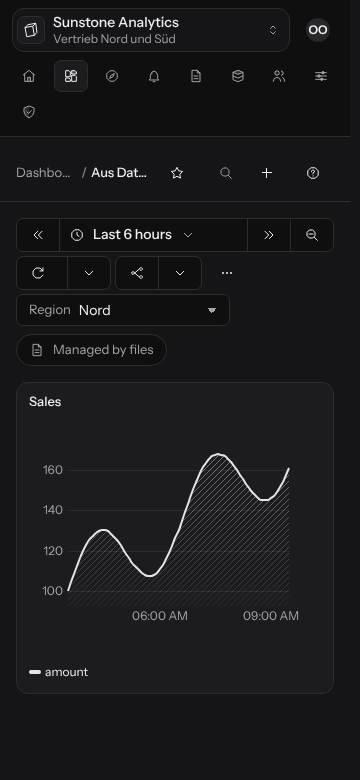 Sunstone Analytics
Vertrieb Nord und Süd
OO
Dashbo... / Aus Dat...
Last 6 hours
Region Nord
Managed by files
Sales
160
140
120
100
06:00 AM 09:00 AM
amount